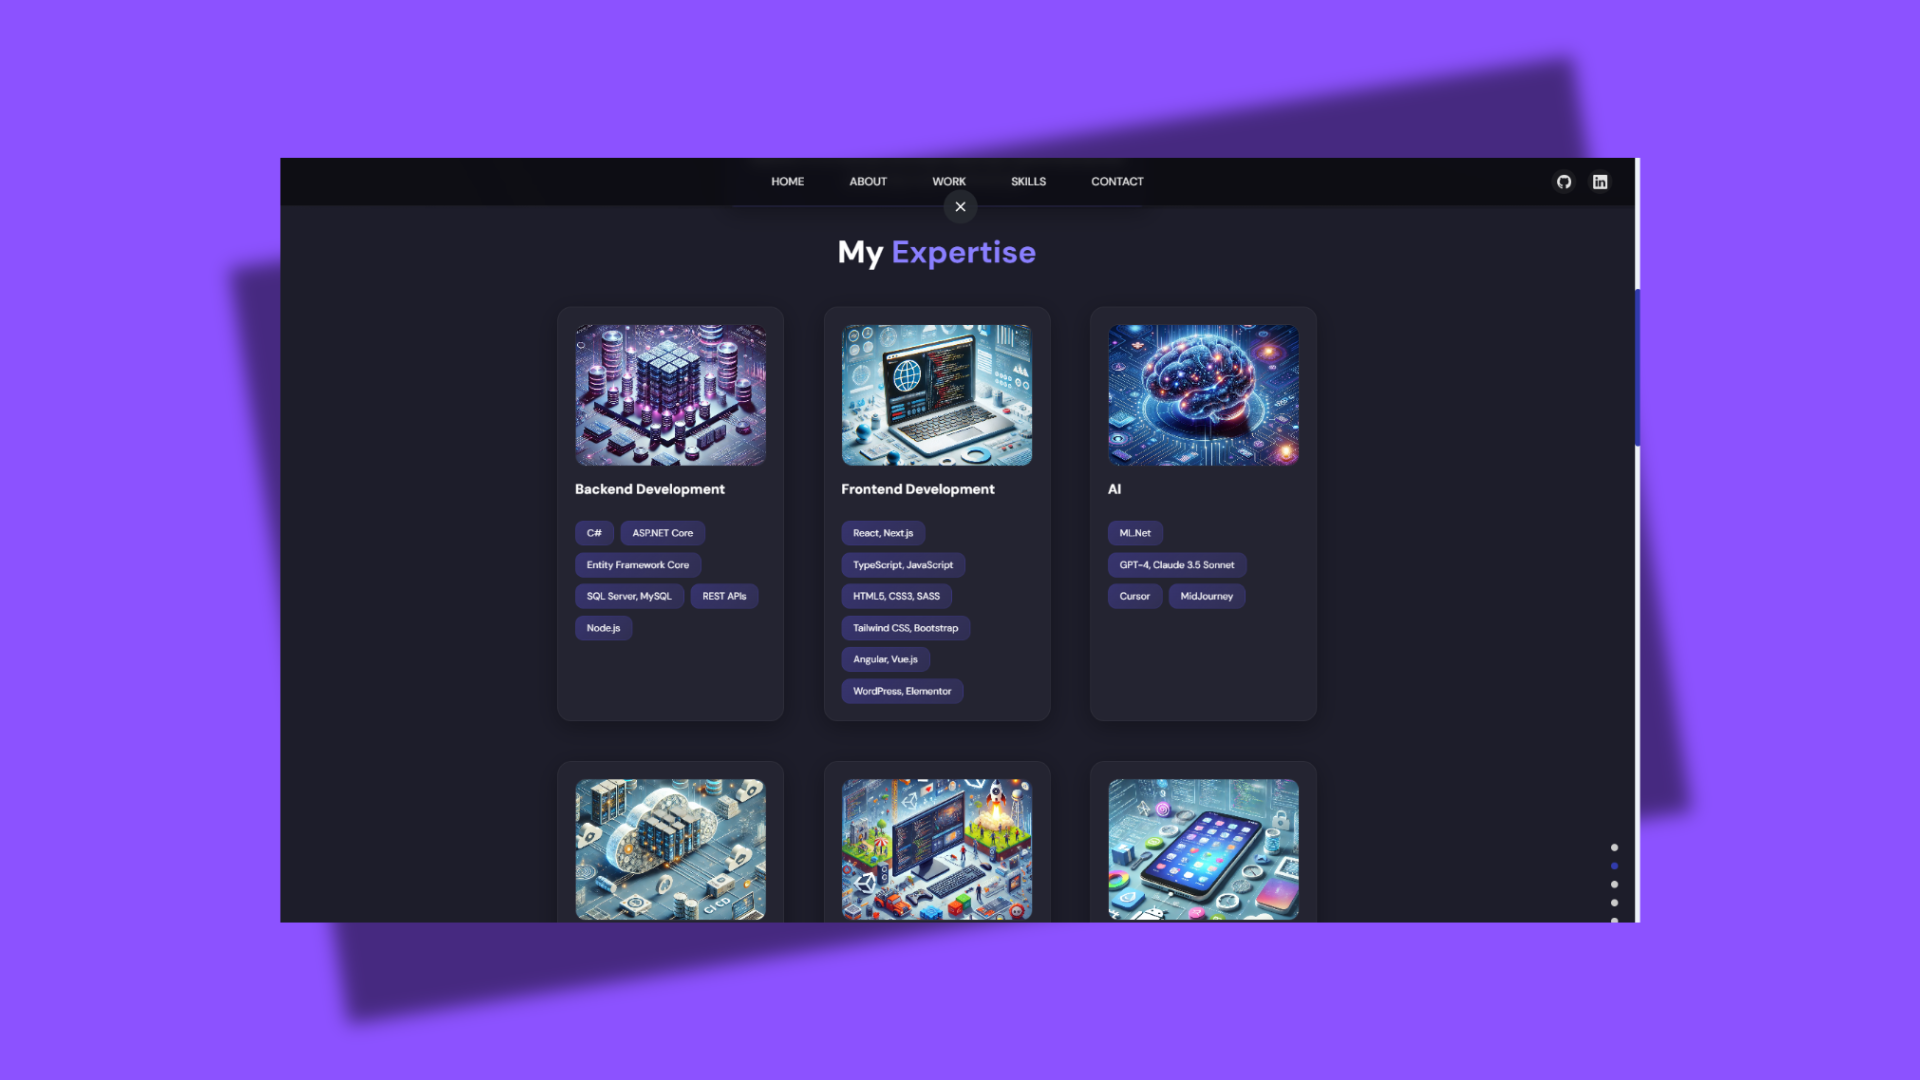 HOME ABOUT WORK SKILLS CONTACT
My Expertise
Backend Development
C# ASP.NET Core
Entity Framework Core
SQL Server, MySQL REST APIs
Node.js
Frontend Development
React, Next.js
TypeScript, JavaScript
HTML5, CSS3, SASS
Tailwind CSS, Bootstrap
Angular, Vue.js
WordPress, Elementor
AI
ML.Net
GPT-4, Claude 3.5 Sonnet
Cursor MidJourney
CI CD